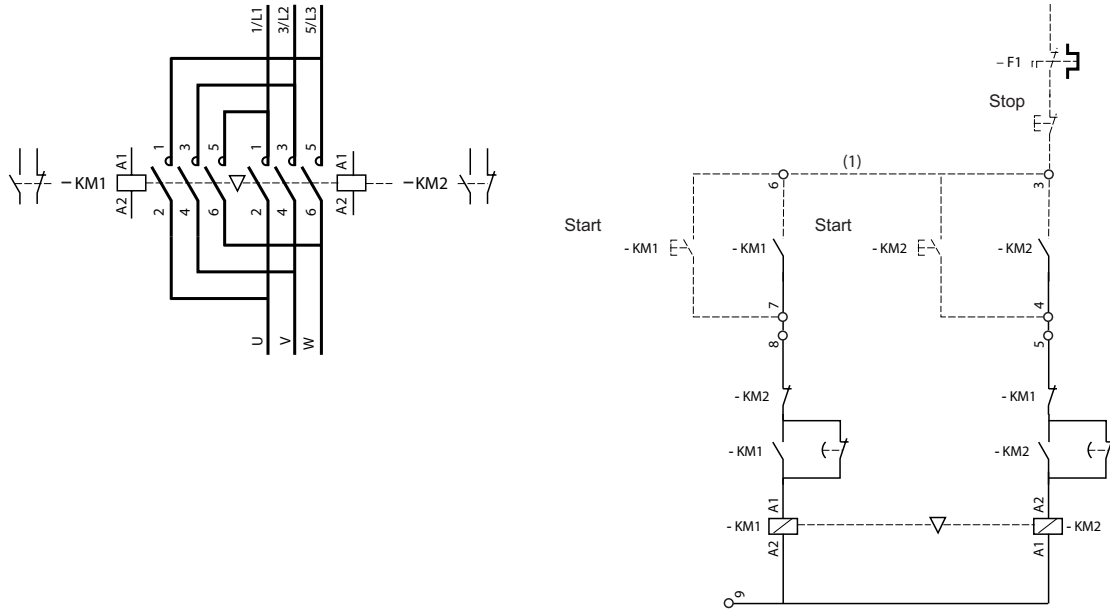 1/L1 3/L2 5/L3
1 3 5 1 3 5
A1 A1
–KM1 –KM2
A2 A2
2 4 6 2 4 6
U V W
– F1
Stop
(1)
6 3
Start Start
- KM1 - KM1 - KM2 - KM2
7 4
8 5
- KM2 - KM1
- KM1 - KM2
A1 A2
- KM1 - KM2
A2 A1
9